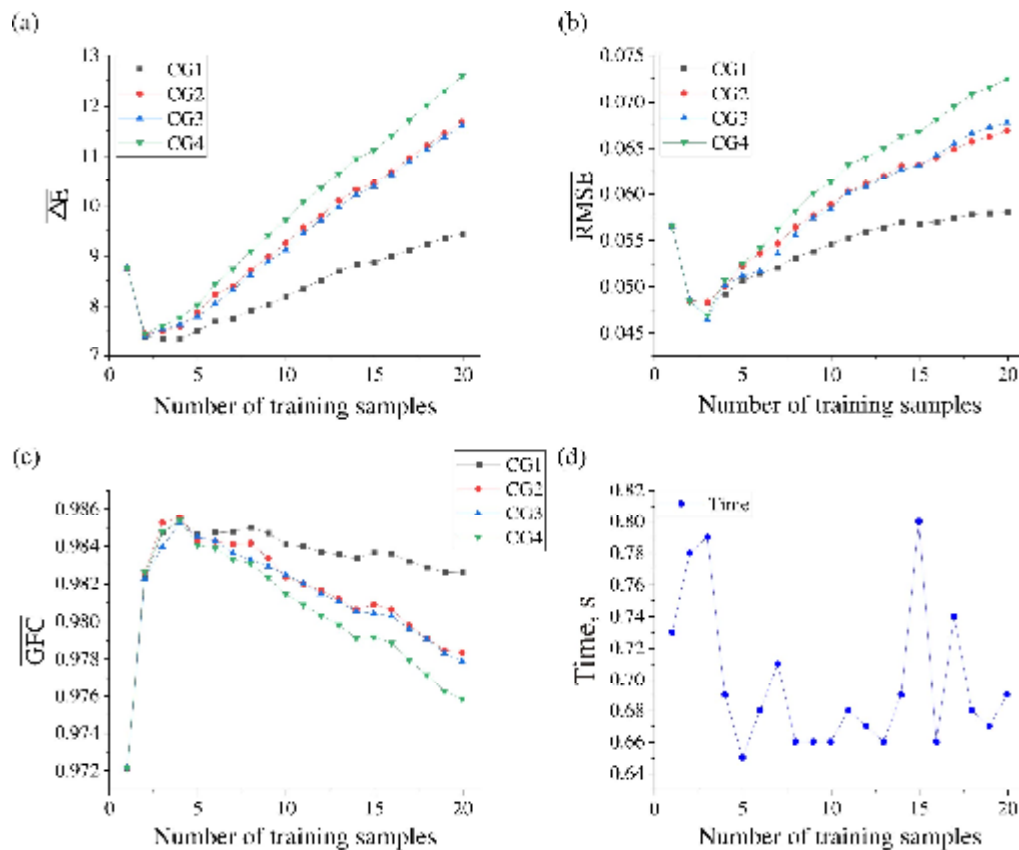 (a)
13
12
11
10
9
8
7
ΔE
CG1
CG2
CG3
CG4
0 5 10 15 20
Number of training samples
(b)
0.075
0.070
0.065
0.060
0.055
0.050
0.045
RMSE
CG1
CG2
CG3
CG4
0 5 10 15 20
Number of training samples
(c)
0.986
0.984
0.982
0.980
0.978
0.976
0.974
0.972
GFC
CG1
CG2
CG3
CG4
0 5 10 15 20
Number of training samples
(d)
0.82
0.80
0.78
0.76
0.74
0.72
0.70
0.68
0.66
0.64
Time, s
Time
0 5 10 15 20
Number of training samples